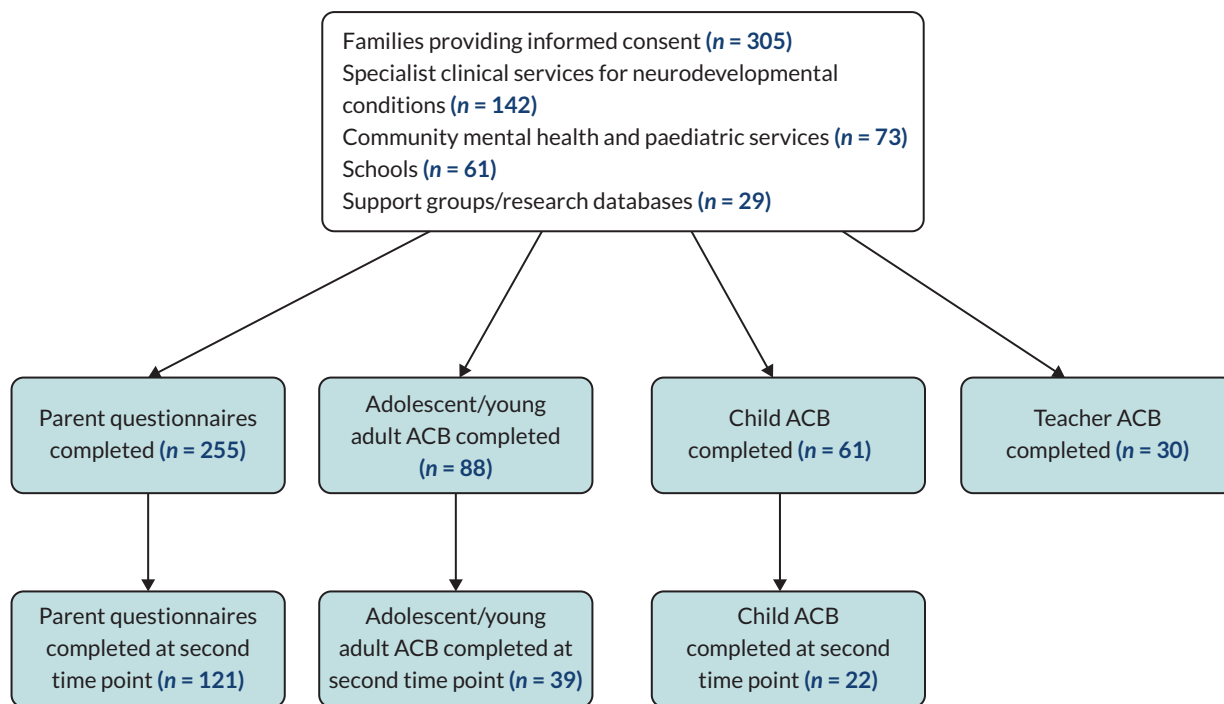 Families providing informed consent (n = 305)
Specialist clinical services for neurodevelopmental
conditions (n = 142)
Community mental health and paediatric services (n = 73)
Schools (n = 61)
Support groups/research databases (n = 29)
Parent questionnaires
completed (n = 255)
Adolescent/young
adult ACB completed
(n = 88)
Child ACB
completed (n = 61)
Teacher ACB
completed (n = 30)
Parent questionnaires
completed at second
time point (n = 121)
Adolescent/young
adult ACB completed at
second time point (n = 39)
Child ACB
completed at second
time point (n = 22)